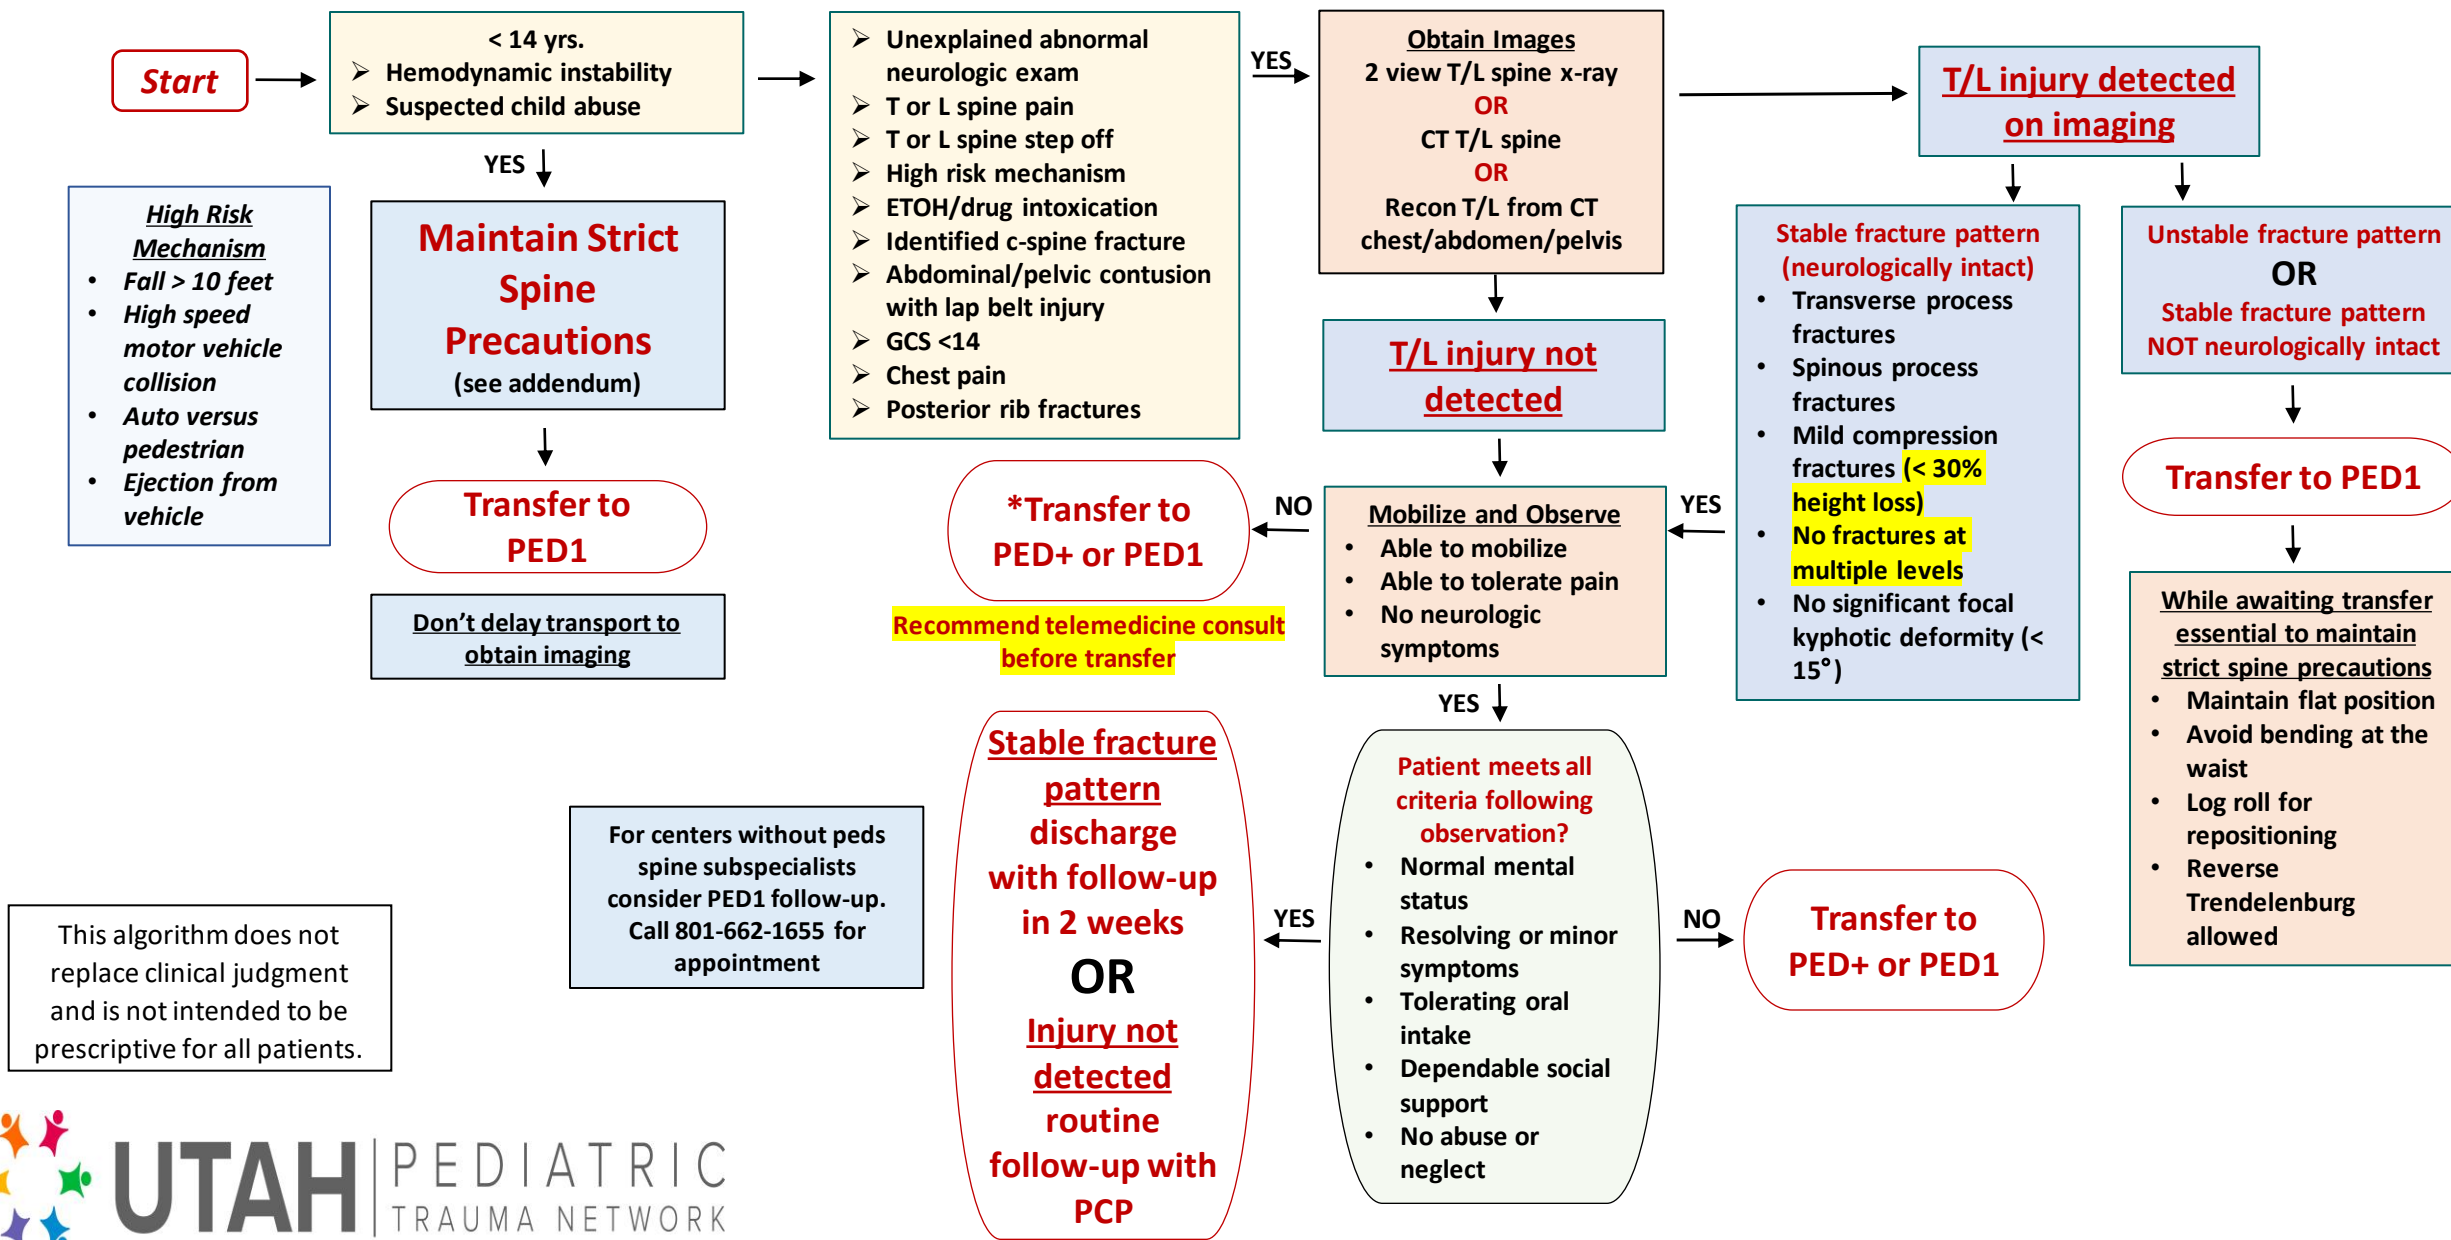 Start
< 14 yrs.
➢ Hemodynamic instability
➢ Suspected child abuse
YES
High Risk
Mechanism
• Fall > 10 feet
• High speed
motor vehicle
collision
• Auto versus
pedestrian
• Ejection from
vehicle
Maintain Strict
Spine
Precautions
(see addendum)
Transfer to
PED1
Don’t delay transport to
obtain imaging
➢ Unexplained abnormal
neurologic exam
➢ T or L spine pain
➢ T or L spine step off
➢ High risk mechanism
➢ ETOH/drug intoxication
➢ Identified c-spine fracture
➢ Abdominal/pelvic contusion
with lap belt injury
➢ GCS <14
➢ Chest pain
➢ Posterior rib fractures
YES
Obtain Images
2 view T/L spine x-ray
OR
CT T/L spine
OR
Recon T/L from CT
chest/abdomen/pelvis
T/L injury not
detected
T/L injury detected
on imaging
Stable fracture pattern
(neurologically intact)
• Transverse process
fractures
• Spinous process
fractures
• Mild compression
fractures (< 30%
height loss)
• No fractures at
multiple levels
• No significant focal
kyphotic deformity (<
15°)
Unstable fracture pattern
OR
Stable fracture pattern
NOT neurologically intact
Transfer to PED1
While awaiting transfer
essential to maintain
strict spine precautions
• Maintain flat position
• Avoid bending at the
waist
• Log roll for
repositioning
• Reverse
Trendelenburg
allowed
YES
Mobilize and Observe
• Able to mobilize
• Able to tolerate pain
• No neurologic
symptoms
NO
*Transfer to
PED+ or PED1
Recommend telemedicine consult
before transfer
YES
Patient meets all
criteria following
observation?
• Normal mental
status
• Resolving or minor
symptoms
• Tolerating oral
intake
• Dependable social
support
• No abuse or
neglect
NO
Transfer to
PED+ or PED1
YES
Stable fracture
pattern
discharge
with follow-up
in 2 weeks
OR
Injury not
detected
routine
follow-up with
PCP
For centers without peds
spine subspecialists
consider PED1 follow-up.
Call 801-662-1655 for
appointment
This algorithm does not
replace clinical judgment
and is not intended to be
prescriptive for all patients.
UTAH
PEDIATRIC
TRAUMA NETWORK